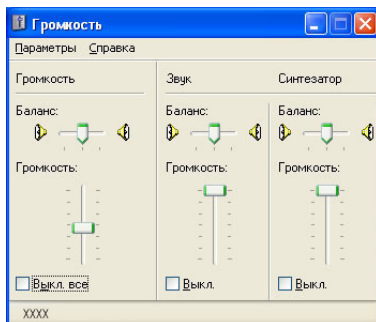 Громкость
Параметры Справка
Громкость Звук Синтезатор
Баланс: Баланс: Баланс:
Громкость: Громкость: Громкость:
Выкл. все Выкл. Выкл.
XXXX